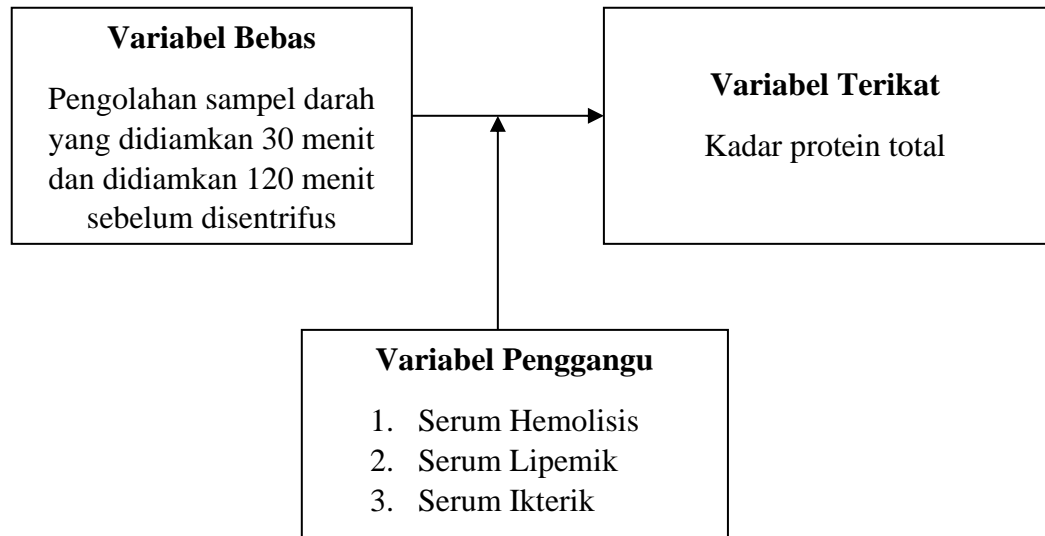 Variabel Bebas
Pengolahan sampel darah
yang didiamkan 30 menit
dan didiamkan 120 menit
sebelum disentrifus
Variabel Terikat
Kadar protein total
Variabel Penggangu
1. Serum Hemolisis
2. Serum Lipemik
3. Serum Ikterik